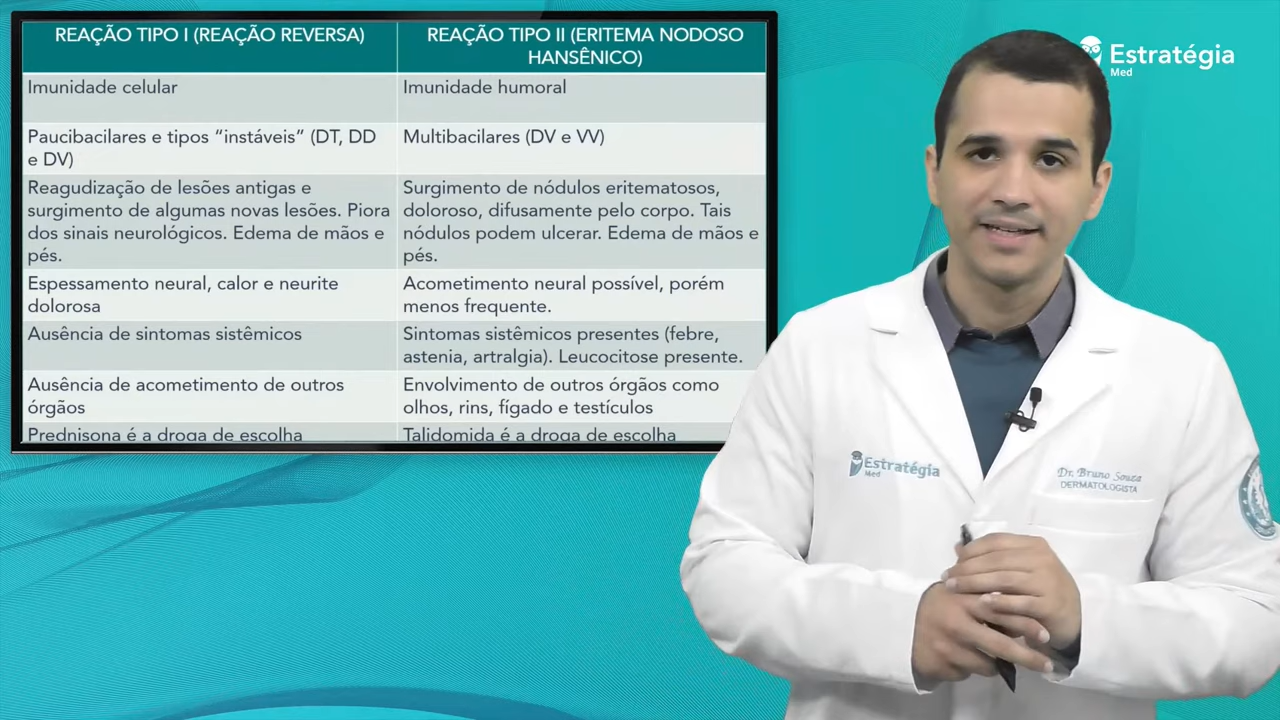 REAÇÃO TIPO I (REAÇÃO REVERSA)
REAÇÃO TIPO II (ERITEMA NODOSO
HANSÊNICO)
Imunidade celular
Imunidade humoral
Paucibacilares e tipos “instáveis” (DT, DD
e DV)
Multibacilares (DV e VV)
Reagudização de lesões antigas e
surgimento de algumas novas lesões. Piora
dos sinais neurológicos. Edema de mãos e
pés.
Surgimento de nódulos eritematosos,
doloroso, difusamente pelo corpo. Tais
nódulos podem ulcerar. Edema de mãos e
pés.
Espessamento neural, calor e neurite
dolorosa
Acometimento neural possível, porém
menos frequente.
Ausência de sintomas sistêmicos
Sintomas sistêmicos presentes (febre,
astenia, artralgia). Leucocitose presente.
Ausência de acometimento de outros
órgãos
Envolvimento de outros órgãos como
olhos, rins, fígado e testículos
Prednisona é a droga de escolha
Talidomida é a droga de escolha
Estratégia
Med
Estratégia
Med
Dr. Bruno Souza
DERMATOLOGISTA